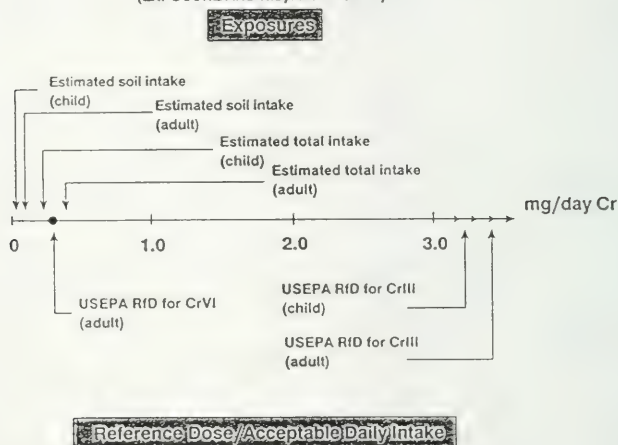 Exposures
Estimated soil intake
(child)
Estimated soil intake
(adult)
Estimated total intake
(child)
Estimated total intake
(adult)
mg/day Cr
0 1.0 2.0 3.0
USEPA RfD for CrVI
(adult)
USEPA RfD for CrIII
(child)
USEPA RfD for CrIII
(adult)
Reference Dose/Acceptable Daily Intake